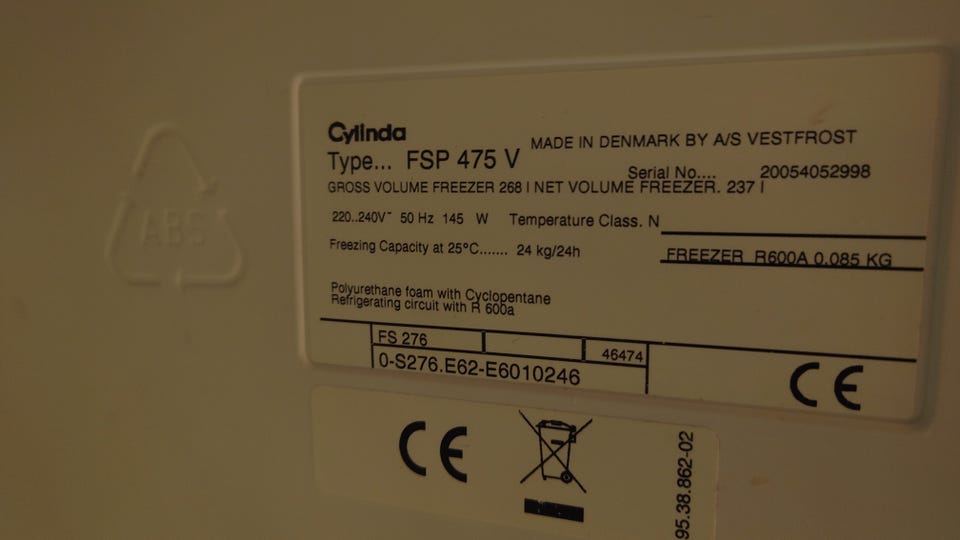 ABS
Cylinda
MADE IN DENMARK BY A/S VESTFROST
Type... FSP 475 V
Serial No.... 20054052998
GROSS VOLUME FREEZER 268 l NET VOLUME FREEZER. 237 l
220..240V~ 50 Hz 145 W Temperature Class. N
Freezing Capacity at 25°C....... 24 kg/24h
FREEZER R600A 0.085 KG
Polyurethane foam with Cyclopentane
Refrigerating circuit with R 600a
FS 276
46474
0-S276.E62-E6010246
CE
CE
95.38.862-02